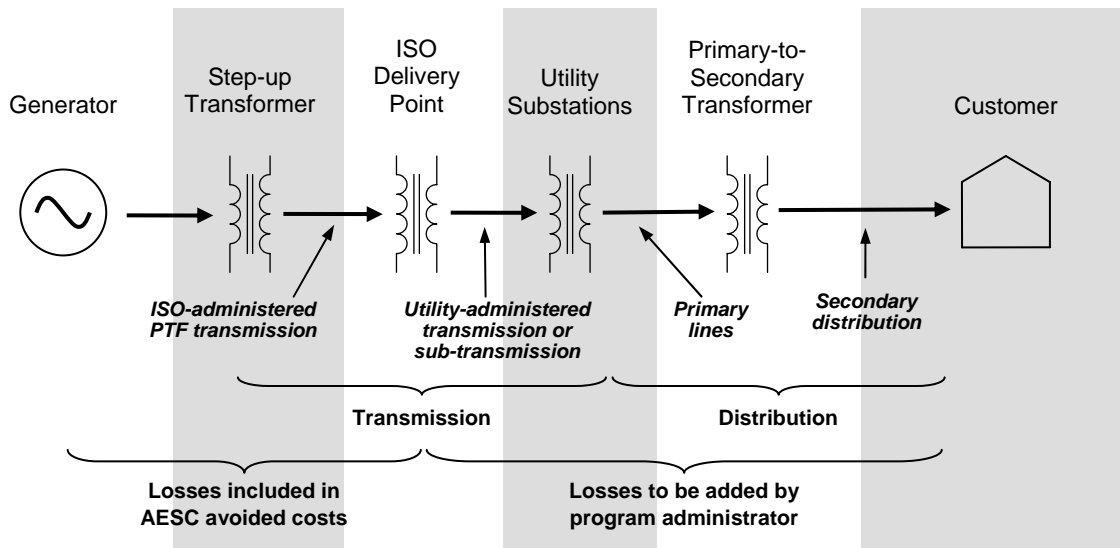 Generator
Step-up
Transformer
ISO
Delivery
Point
Utility
Substations
Primary-to-
Secondary
Transformer
Customer
ISO-administered
PTF transmission
Utility-administered
transmission or
sub-transmission
Primary
lines
Secondary
distribution
Transmission
Distribution
Losses included in
AESC avoided costs
Losses to be added by
program administrator